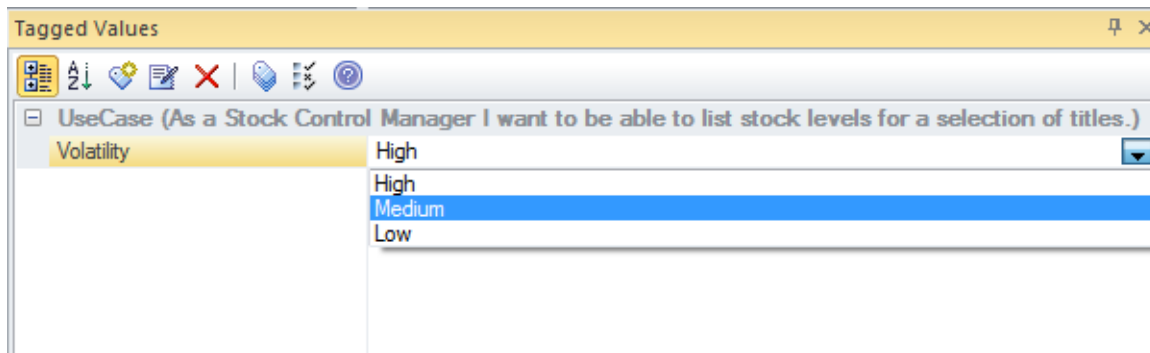 Tagged Values
UseCase (As a Stock Control Manager I want to be able to list stock levels for a selection of titles.)
Volatility High
High
Medium
Low